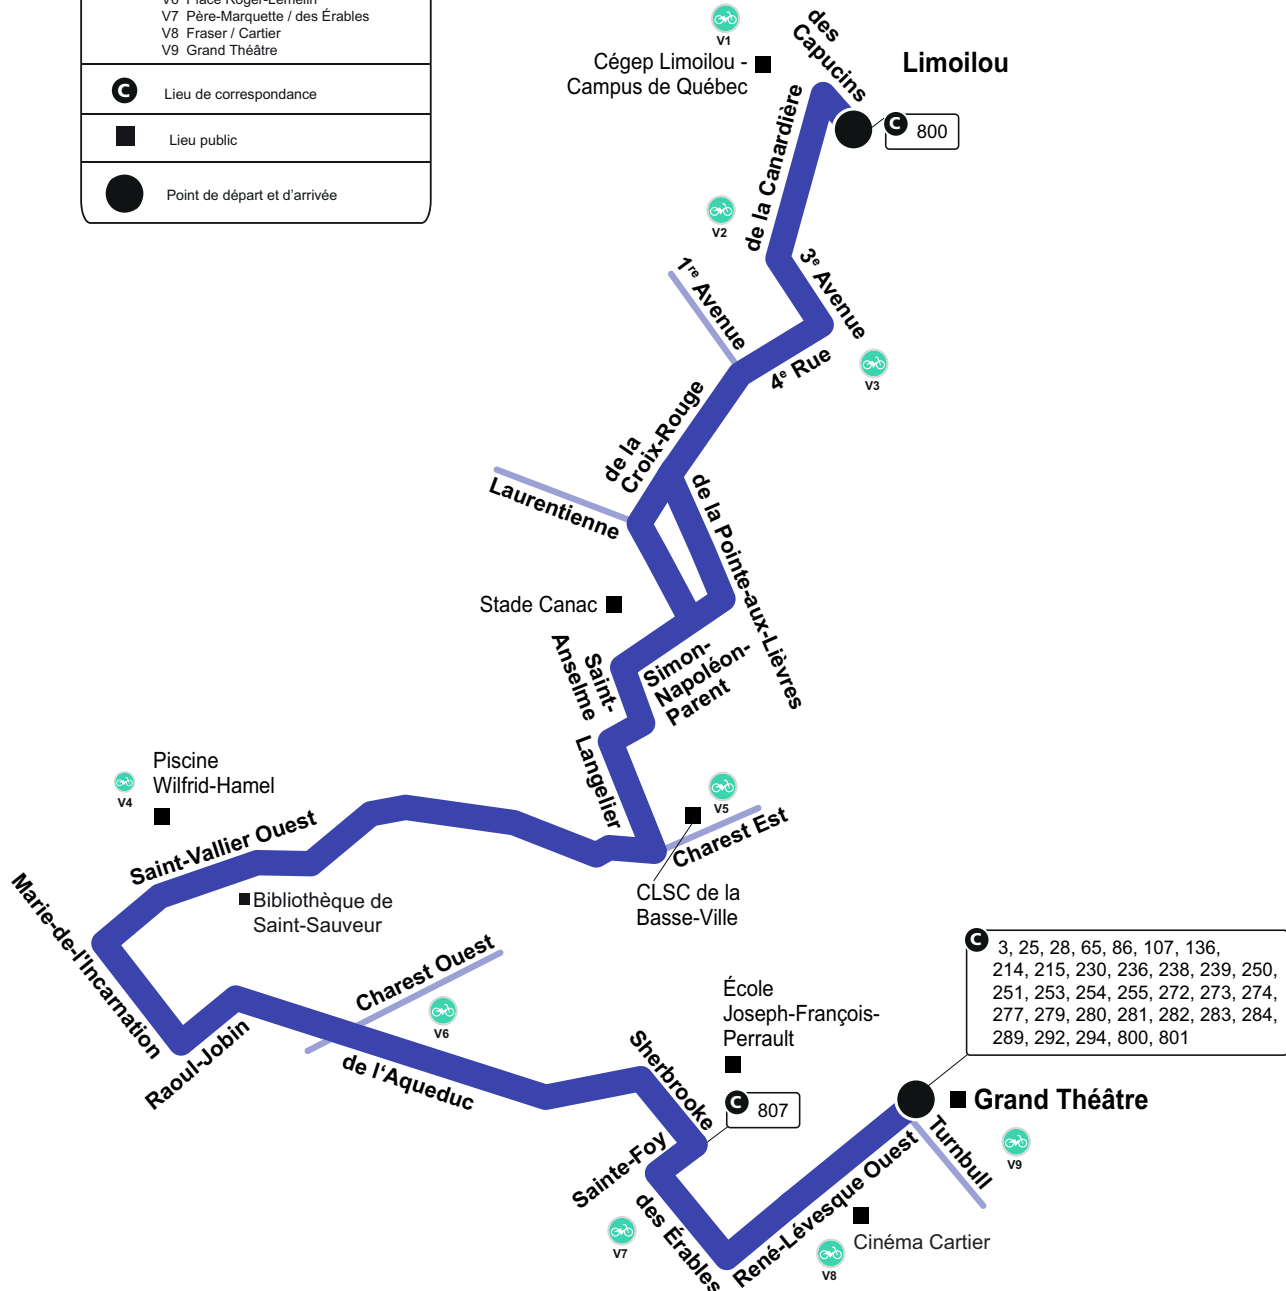 V6 Place Roger-Lemelin
V7 Père-Marquette / des Érables
V8 Fraser / Cartier
V9 Grand Théâtre
C Lieu de correspondance
Lieu public
Point de départ et d'arrivée
V1
Cégep Limoilou -
Campus de Québec
des
Capucins
Limoilou
C 800
de la Canardière
V2
3e Avenue
1re Avenue
4e Rue
V3
de la
Croix-Rouge
Laurentienne
de la Pointe-aux-Lièvres
Stade Canac
Saint-
Anselme
Simon-
Napoléon-
Parent
Langelier
Piscine
Wilfrid-Hamel
V4
V5
Saint-Vallier Ouest
Charest Est
CLSC de la
Basse-Ville
Bibliothèque de
Saint-Sauveur
Marie-de-l'Incarnation
Charest Ouest
V6
Raoul-Jobin
de l'Aqueduc
École
Joseph-François-
Perrault
Sherbrooke
C 807
C 3, 25, 28, 65, 86, 107, 136,
214, 215, 230, 236, 238, 239, 250,
251, 253, 254, 255, 272, 273, 274,
277, 279, 280, 281, 282, 283, 284,
289, 292, 294, 800, 801
Grand Théâtre
Turnbull
V9
Sainte-Foy
des Érables
V7
René-Lévesque Ouest
Cinéma Cartier
V8